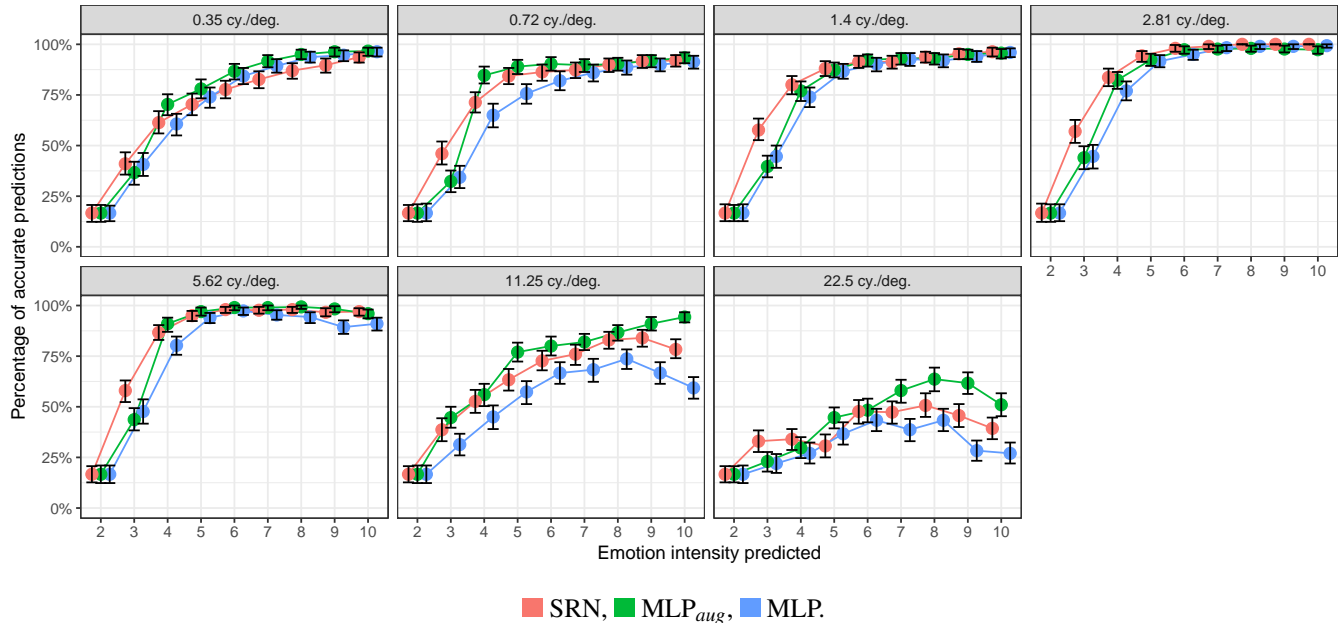 0.35 cy./deg. 0.72 cy./deg. 1.4 cy./deg. 2.81 cy./deg.
100%
75%
50%
25%
0%
2 3 4 5 6 7 8 9 10
5.62 cy./deg. 11.25 cy./deg. 22.5 cy./deg.
100%
75%
50%
25%
0%
2 3 4 5 6 7 8 9 10 2 3 4 5 6 7 8 9 10 2 3 4 5 6 7 8 9 10
Percentage of accurate predictions
Emotion intensity predicted
SRN, MLPaug, MLP.